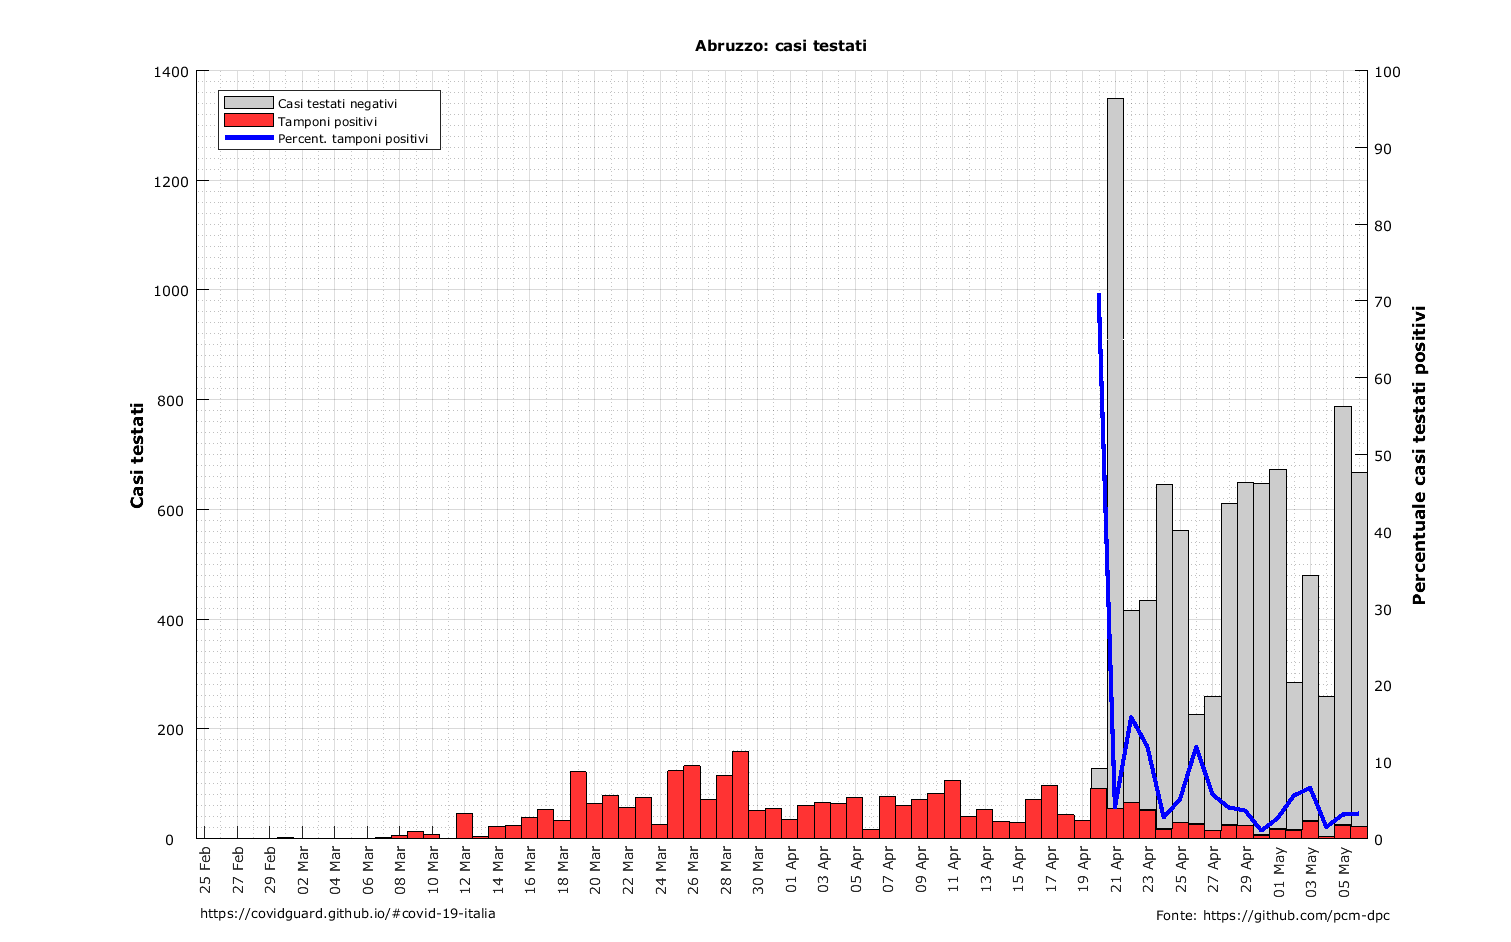 Abruzzo: casi testati
Casi testati negativi
Tamponi positivi
Percent. tamponi positivi
Casi testati
1400
1200
1000
800
600
400
200
0
100
90
80
70
60
50
40
30
20
10
0
Percentuale casi testati positivi
25 Feb
27 Feb
29 Feb
02 Mar
04 Mar
06 Mar
08 Mar
10 Mar
12 Mar
14 Mar
16 Mar
18 Mar
20 Mar
22 Mar
24 Mar
26 Mar
28 Mar
30 Mar
01 Apr
03 Apr
05 Apr
07 Apr
09 Apr
11 Apr
13 Apr
15 Apr
17 Apr
19 Apr
21 Apr
23 Apr
25 Apr
27 Apr
29 Apr
01 May
03 May
05 May
https://covidguard.github.io/#covid-19-italia
Fonte: https://github.com/pcm-dpc